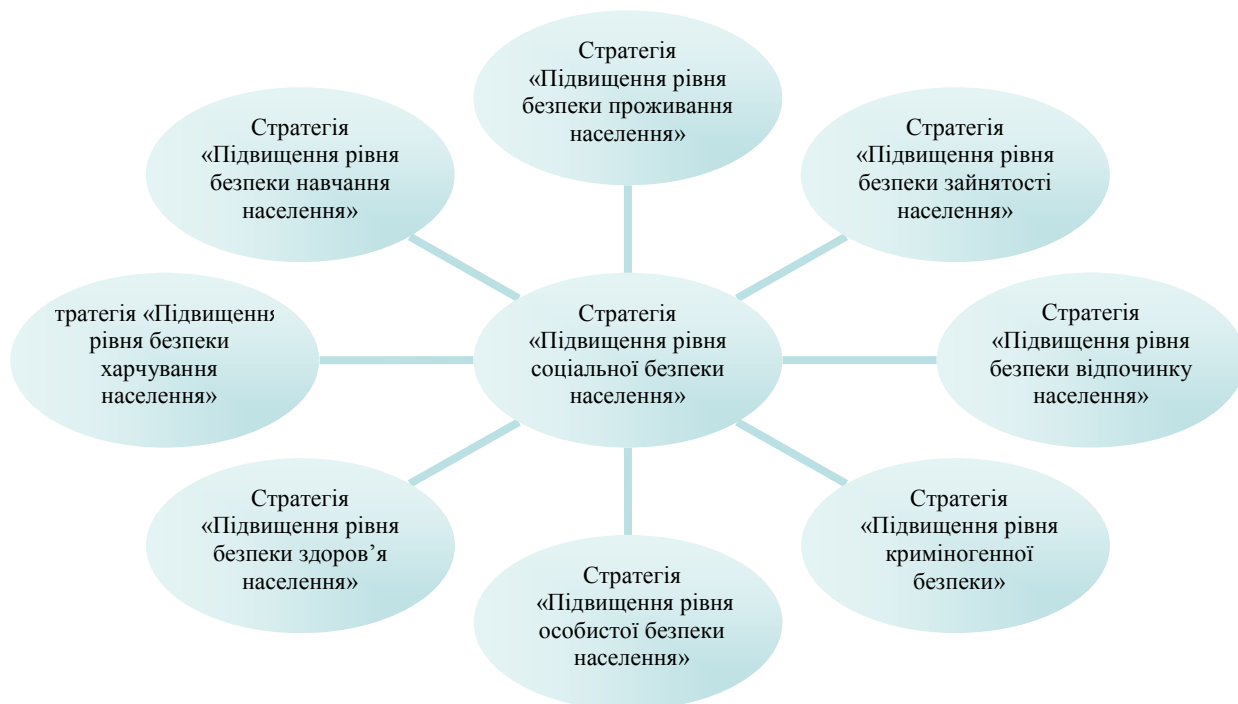 Стратегія
«Підвищення рівня
безпеки проживання
населення»
Стратегія
«Підвищення рівня
безпеки навчання
населення»
Стратегія
«Підвищення рівня
безпеки зайнятості
населення»
тратегія «Підвищення
рівня безпеки
харчування
населення»
Стратегія
«Підвищення рівня
соціальної безпеки
населення»
Стратегія
«Підвищення рівня
безпеки відпочинку
населення»
Стратегія
«Підвищення рівня
безпеки здоров’я
населення»
Стратегія
«Підвищення рівня
особистої безпеки
населення»
Стратегія
«Підвищення рівня
криміногенної
безпеки»